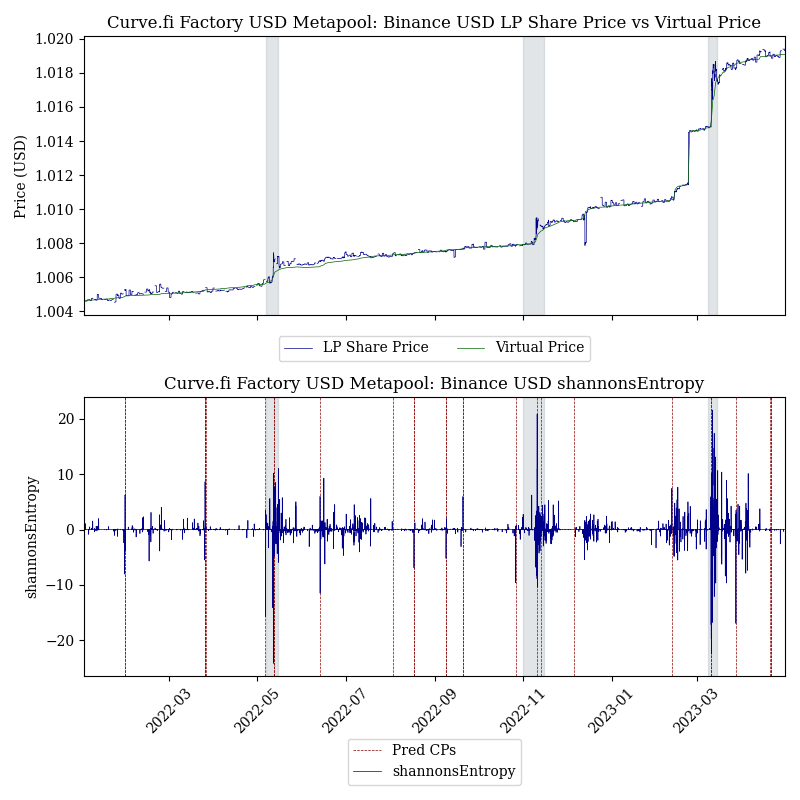 Curve.fi Factory USD Metapool: Binance USD LP Share Price vs Virtual Price
1.020
1.018
1.016
1.014
1.012
1.010
1.008
1.006
1.004
Price (USD)
LP Share Price
Virtual Price
Curve.fi Factory USD Metapool: Binance USD shannonsEntropy
20
10
0
−10
−20
shannonsEntropy
2022-03
2022-05
2022-07
2022-09
2022-11
2023-01
2023-03
Pred CPs
shannonsEntropy